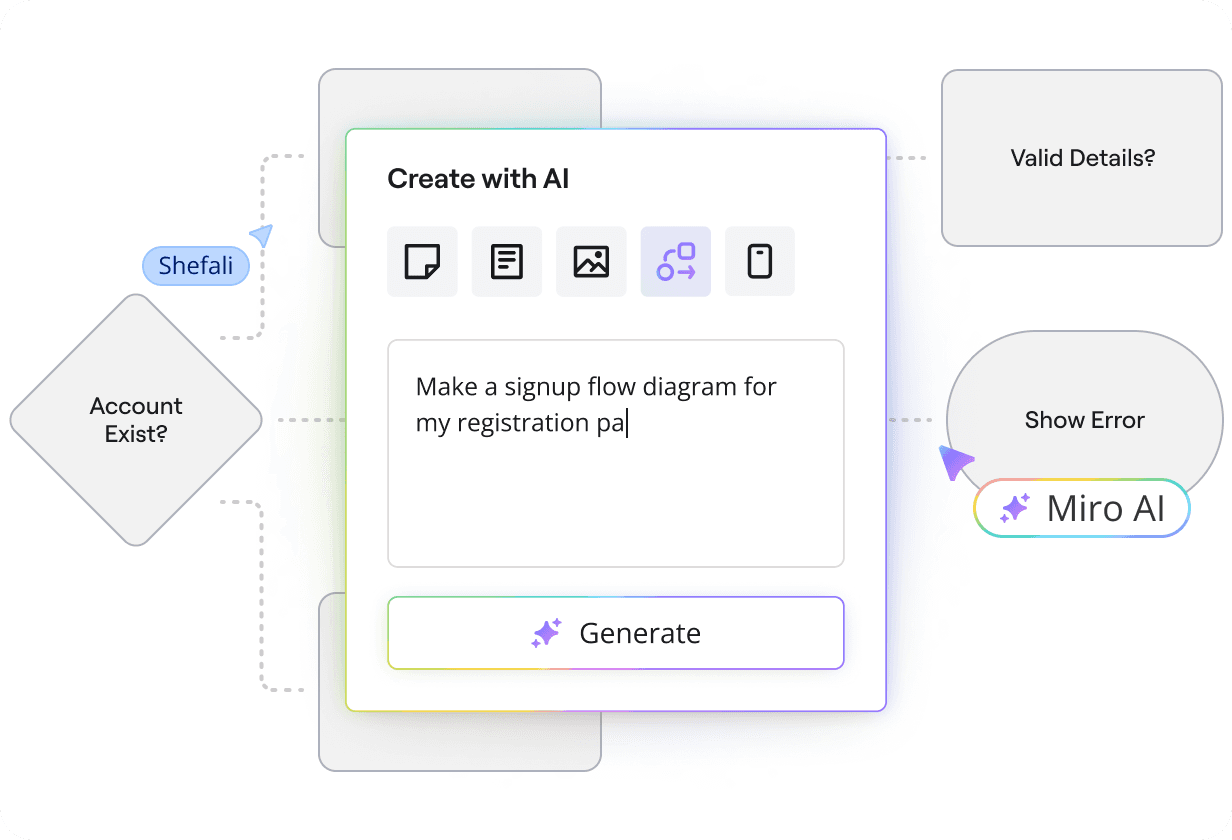 Create with AI
Valid Details?
Shefali
Account
Exist?
Make a signup flow diagram for
my registration pa
Show Error
Miro AI
Generate